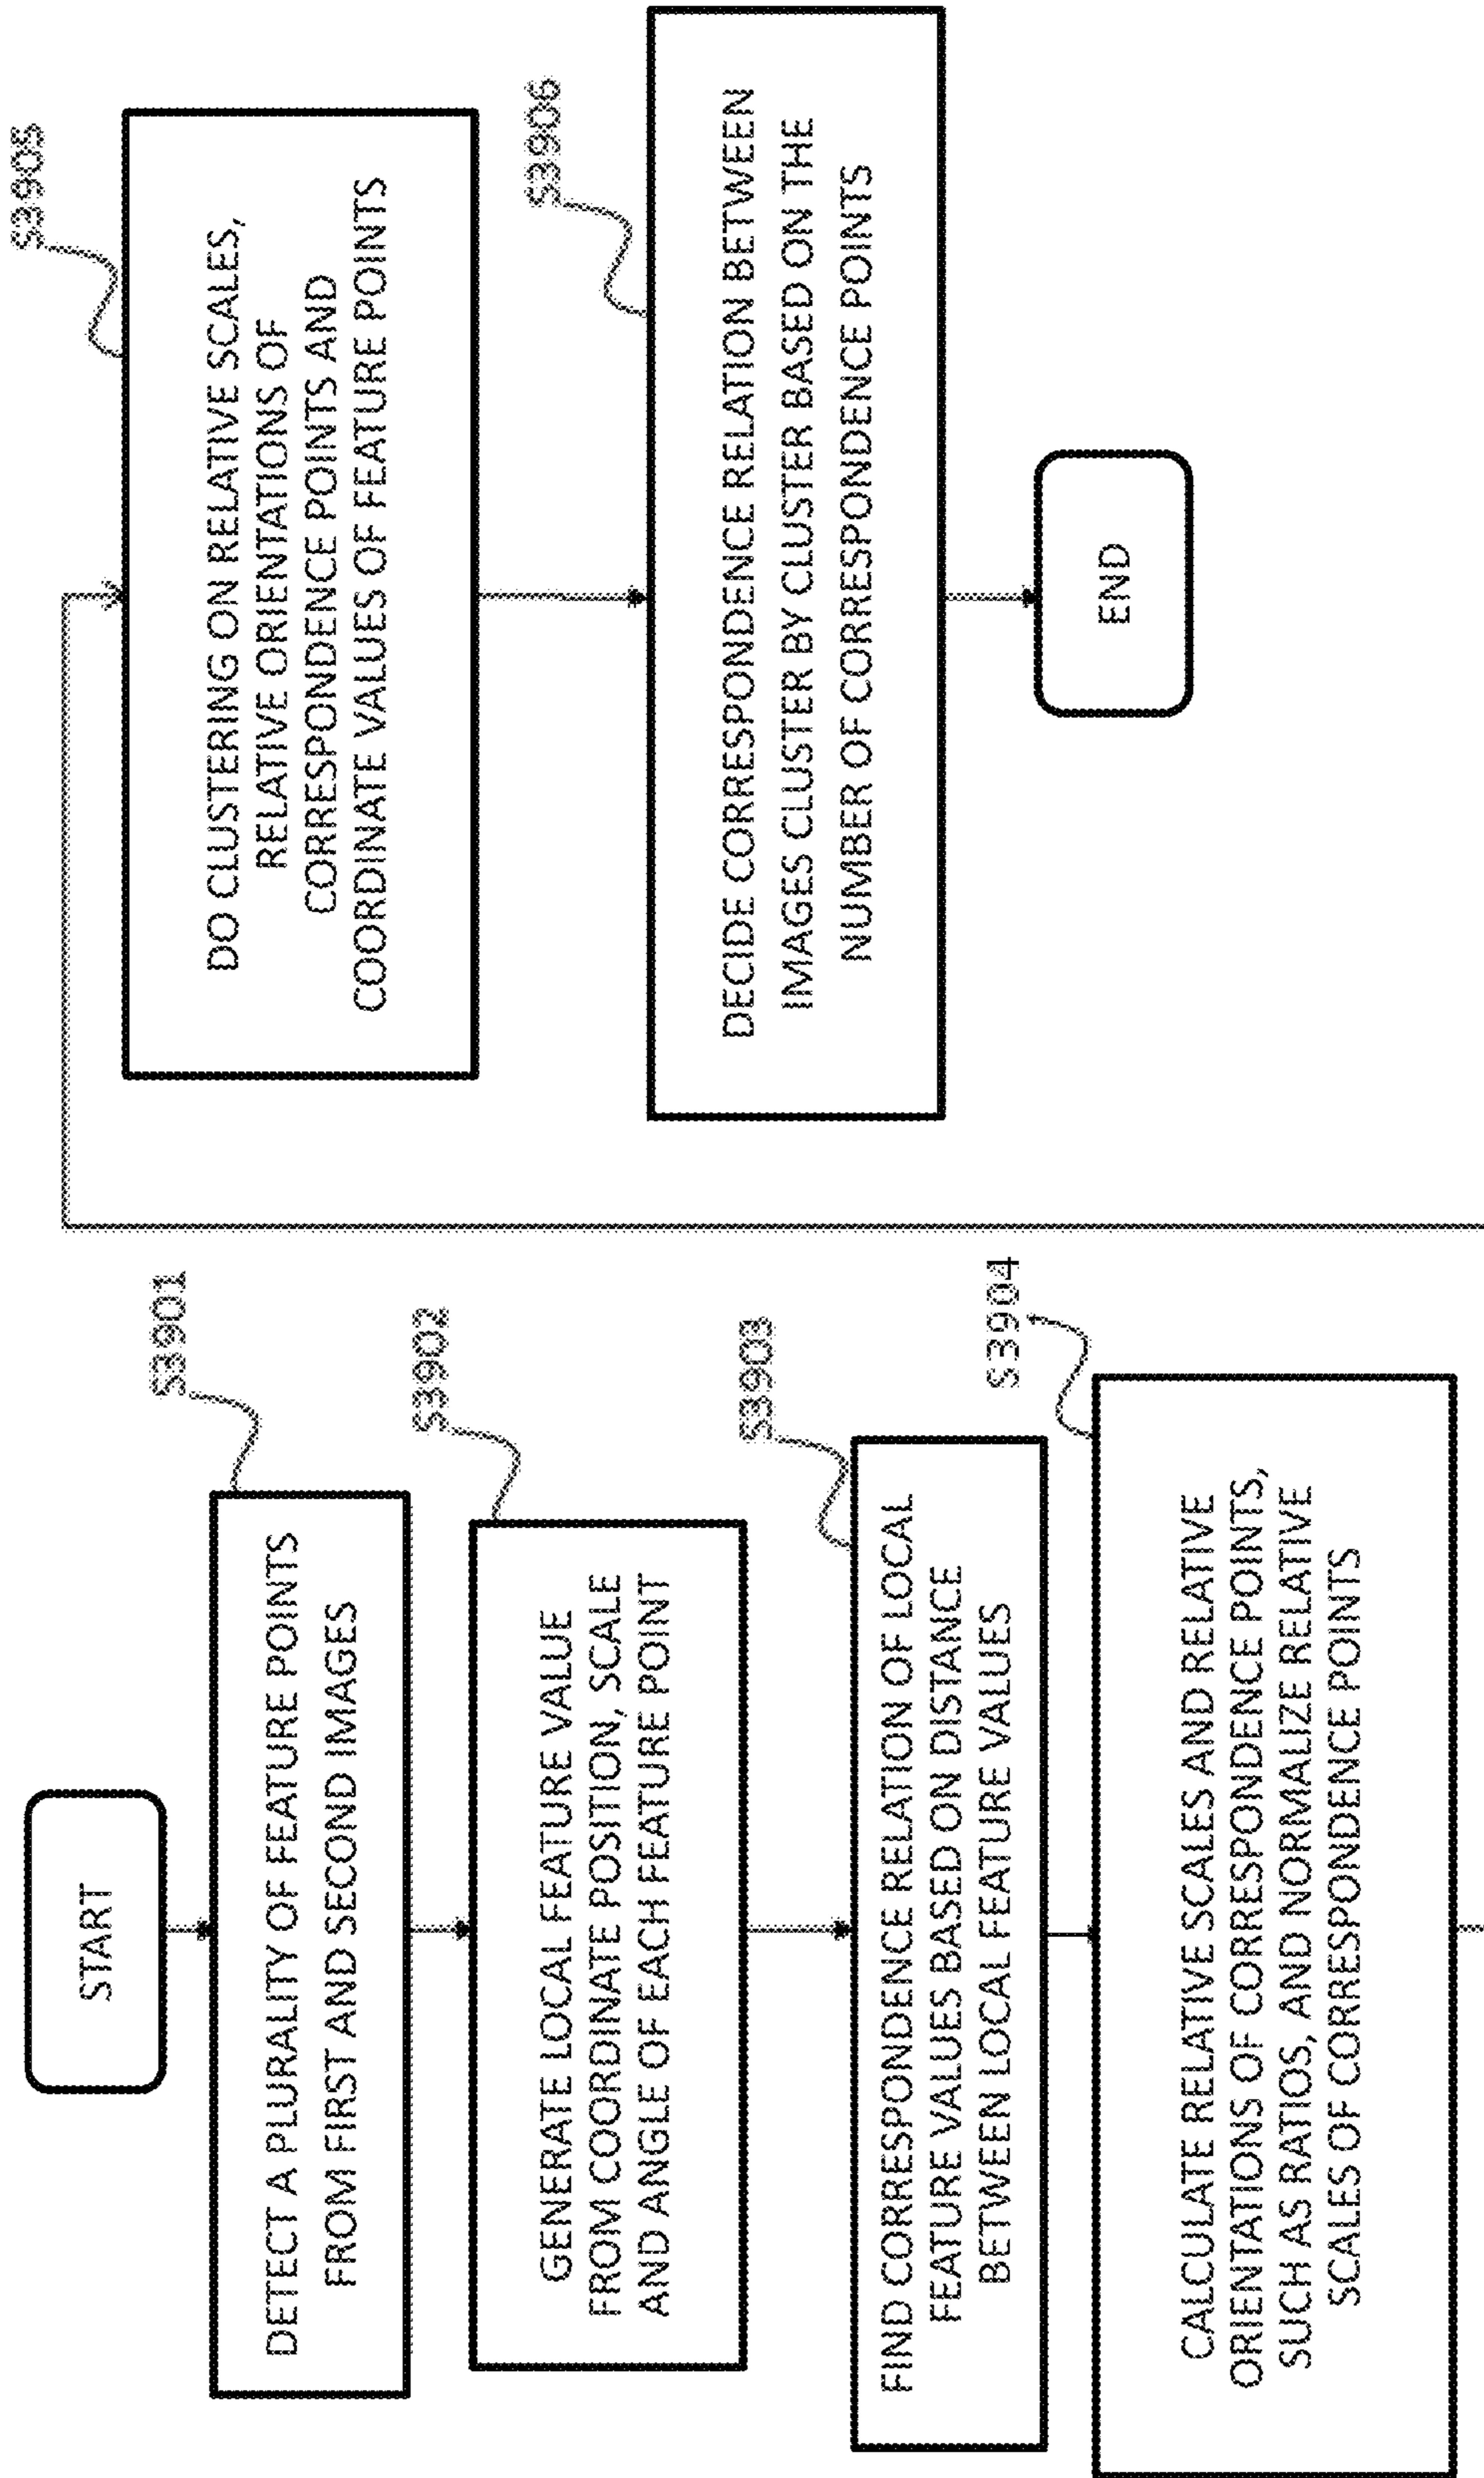 START
S3901
DETECT A PLURALITY OF FEATURE POINTS
FROM FIRST AND SECOND IMAGES
S3902
GENERATE LOCAL FEATURE VALUE
FROM COORDINATE POSITION, SCALE
AND ANGLE OF EACH FEATURE POINT
S3903
FIND CORRESPONDENCE RELATION OF LOCAL
FEATURE VALUES BASED ON DISTANCE
BETWEEN LOCAL FEATURE VALUES
S3904
CALCULATE RELATIVE SCALES AND RELATIVE
ORIENTATIONS OF CORRESPONDENCE POINTS,
SUCH AS RATIOS, AND NORMALIZE RELATIVE
SCALES OF CORRESPONDENCE POINTS
S3905
DO CLUSTERING ON RELATIVE SCALES,
RELATIVE ORIENTATIONS OF
CORRESPONDENCE POINTS AND
COORDINATE VALUES OF FEATURE POINTS
S3906
DECIDE CORRESPONDENCE RELATION BETWEEN
IMAGES CLUSTER BY CLUSTER BASED ON THE
NUMBER OF CORRESPONDENCE POINTS
END